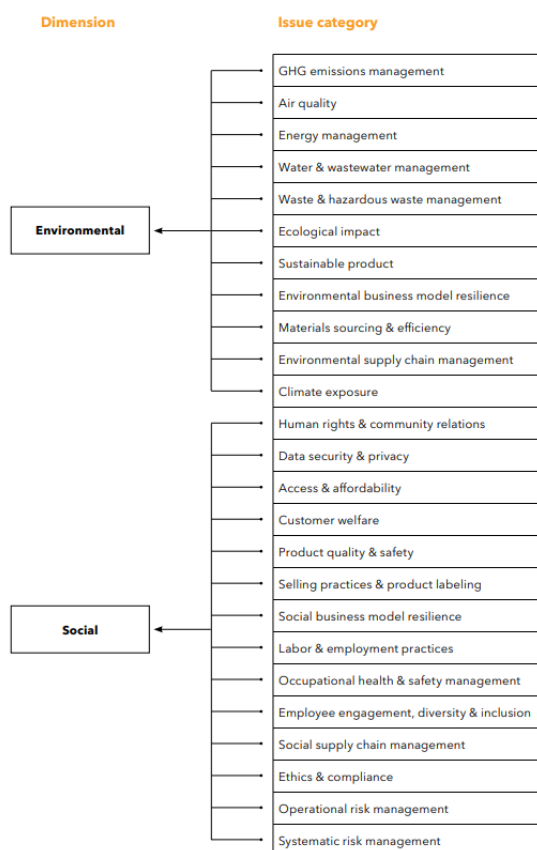 Dimension
Issue category
GHG emissions management
Air quality
Energy management
Water & wastewater management
Waste & hazardous waste management
Environmental
Ecological impact
Sustainable product
Environmental business model resilience
Materials sourcing & efficiency
Environmental supply chain management
Climate exposure
Human rights & community relations
Data security & privacy
Access & affordability
Customer welfare
Product quality & safety
Selling practices & product labeling
Social business model resilience
Social
Labor & employment practices
Occupational health & safety management
Employee engagement, diversity & inclusion
Social supply chain management
Ethics & compliance
Operational risk management
Systematic risk management